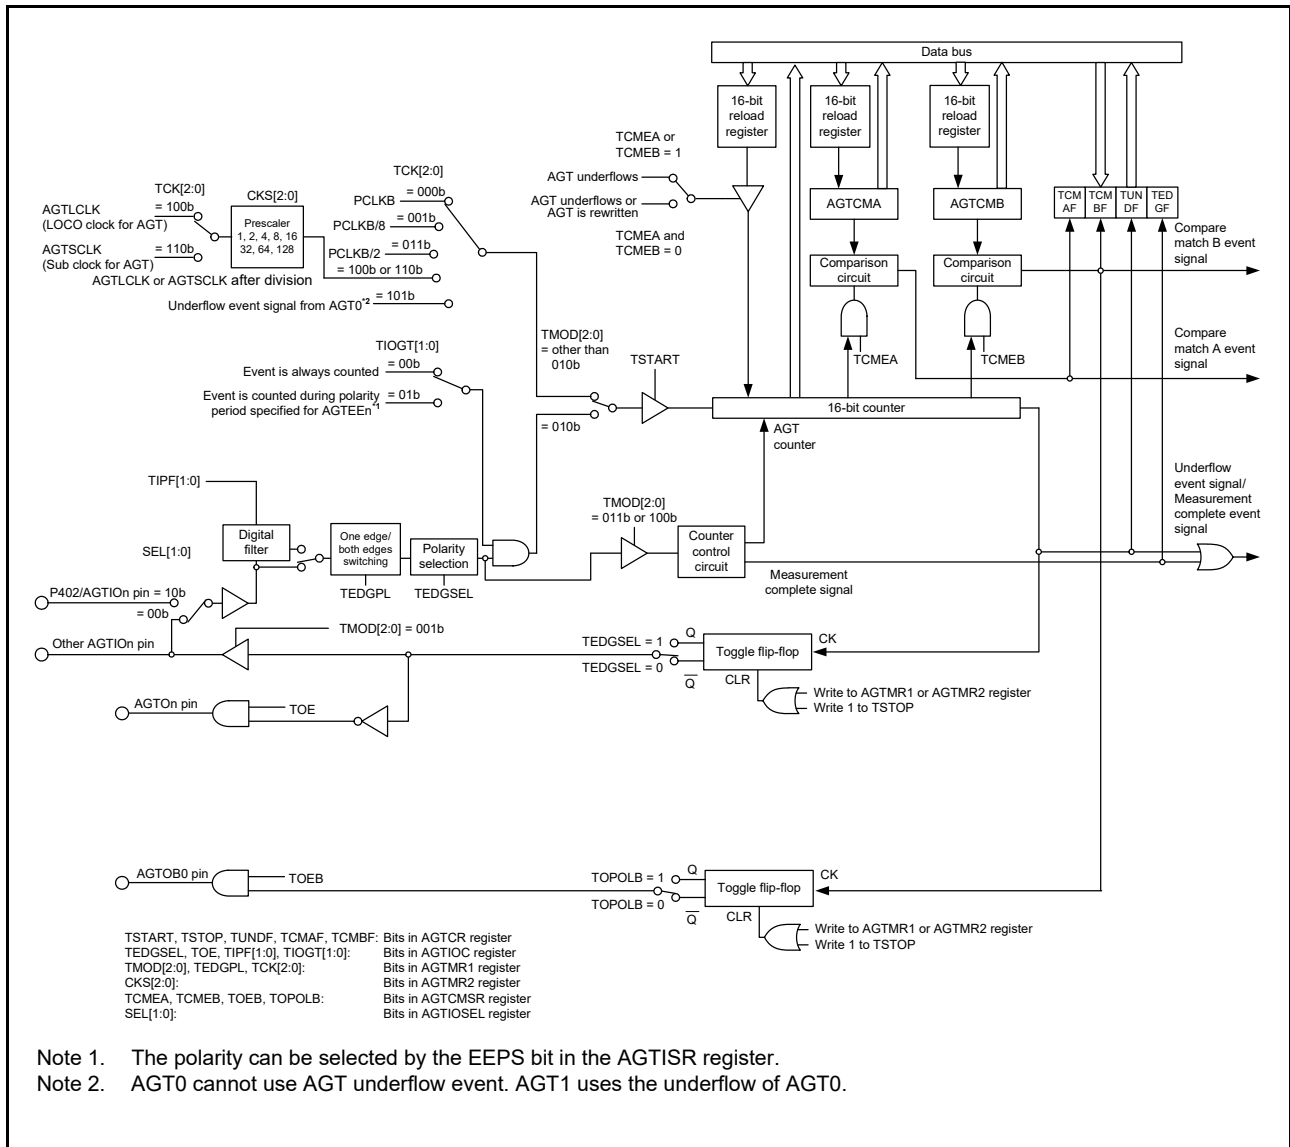 Data bus
16-bit
reload
register
16-bit
reload
register
16-bit
reload
register
TCMEA or
TCMEB = 1
AGT underflows
AGT underflows or
AGT is rewritten
TCMEA and
TCMEB = 0
TCK[2:0]
= 000b
PCLKB
= 001b
PCLKB/8
= 011b
PCLKB/2
= 100b or 110b
AGTLCLK or AGTSCLK after division
Underflow event signal from AGT0*2
= 101b
TCK[2:0]
= 100b
AGTLCLK
(LOCO clock for AGT)
AGTSCLK
= 110b
(Sub clock for AGT)
CKS[2:0]
Prescaler
1, 2, 4, 8, 16
32, 64, 128
AGTCMA
AGTCMB
TCM
AF
TCM
BF
TUN
DF
TED
GF
Comparison
circuit
Comparison
circuit
Compare
match B event
signal
Compare
match A event
signal
TCMEA
TCMEB
TIOGT[1:0]
= 00b
Event is always counted
Event is counted during polarity
period specified for AGTEEn*1
= 01b
TMOD[2:0]
= other than
010b
= 010b
TSTART
16-bit counter
AGT
counter
TIPF[1:0]
Digital
filter
SEL[1:0]
One edge/
both edges
switching
Polarity
selection
TEDGPL
TEDGSEL
TMOD[2:0]
= 011b or 100b
Counter
control
circuit
Measurement
complete signal
Underflow
event signal/
Measurement
complete event
signal
P402/AGTIOn pin = 10b
= 00b
Other AGTIOn pin
TMOD[2:0] = 001b
TEDGSEL = 1
TEDGSEL = 0
Q
Q
Toggle flip-flop
CK
CLR
Write to AGTMR1 or AGTMR2 register
Write 1 to TSTOP
AGTOn pin
TOE
AGTOB0 pin
TOEB
TOPOLB = 1
TOPOLB = 0
Q
Q
Toggle flip-flop
CK
CLR
Write to AGTMR1 or AGTMR2 register
Write 1 to TSTOP
TSTART, TSTOP, TUNDF, TCMAF, TCMBF: Bits in AGTCR register
TEDGSEL, TOE, TIPF[1:0], TIOGT[1:0]: Bits in AGTIOC register
TMOD[2:0], TEDGPL, TCK[2:0]: Bits in AGTMR1 register
CKS[2:0]: Bits in AGTMR2 register
TCMEA, TCMEB, TOEB, TOPOLB: Bits in AGTCMSR register
SEL[1:0]: Bits in AGTIOSEL register
Note 1. The polarity can be selected by the EEPS bit in the AGTISR register.
Note 2. AGT0 cannot use AGT underflow event. AGT1 uses the underflow of AGT0.